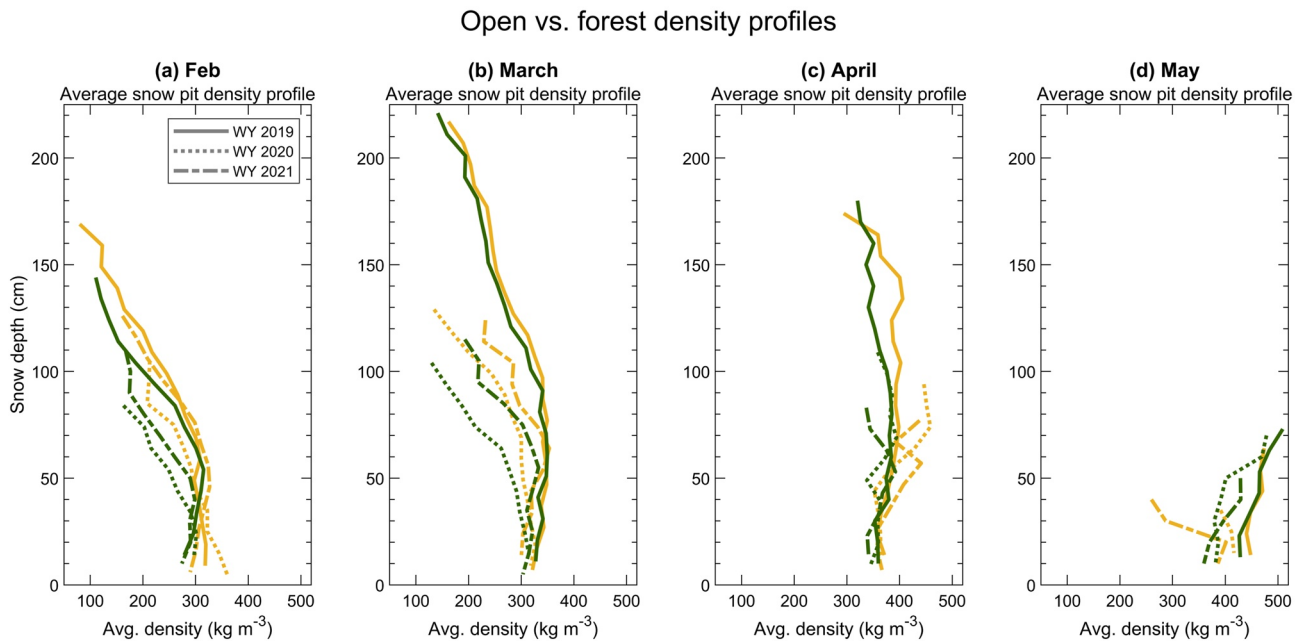 Open vs. forest density profiles
(a) Feb
Average snow pit density profile
WY 2019
WY 2020
WY 2021
Snow depth (cm)
200
150
100
50
0
100 200 300 400 500
Avg. density (kg m⁻³)
(b) March
Average snow pit density profile
200
150
100
50
0
100 200 300 400 500
Avg. density (kg m⁻³)
(c) April
Average snow pit density profile
200
150
100
50
0
100 200 300 400 500
Avg. density (kg m⁻³)
(d) May
Average snow pit density profile
200
150
100
50
0
100 200 300 400 500
Avg. density (kg m⁻³)